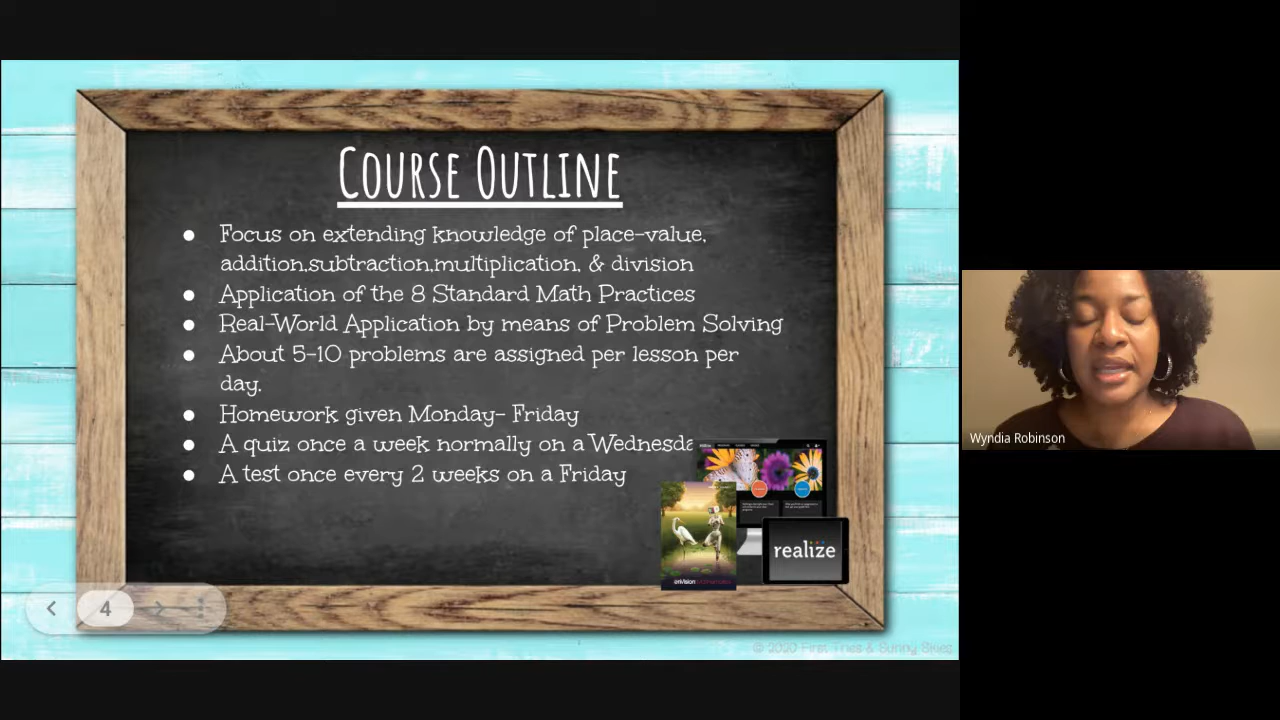 COURSE OUTLINE
● Focus on extending knowledge of place-value,
addition,subtraction,multiplication, & division
● Application of the 8 Standard Math Practices
● Real-World Application by means of Problem Solving
● About 5-10 problems are assigned per lesson per
day.
● Homework given Monday- Friday
● A quiz once a week normally on a Wednesda
● A test once every 2 weeks on a Friday
enVision
realize
4
© 2020 First Tries & Sunny Skies
Wyndia Robinson